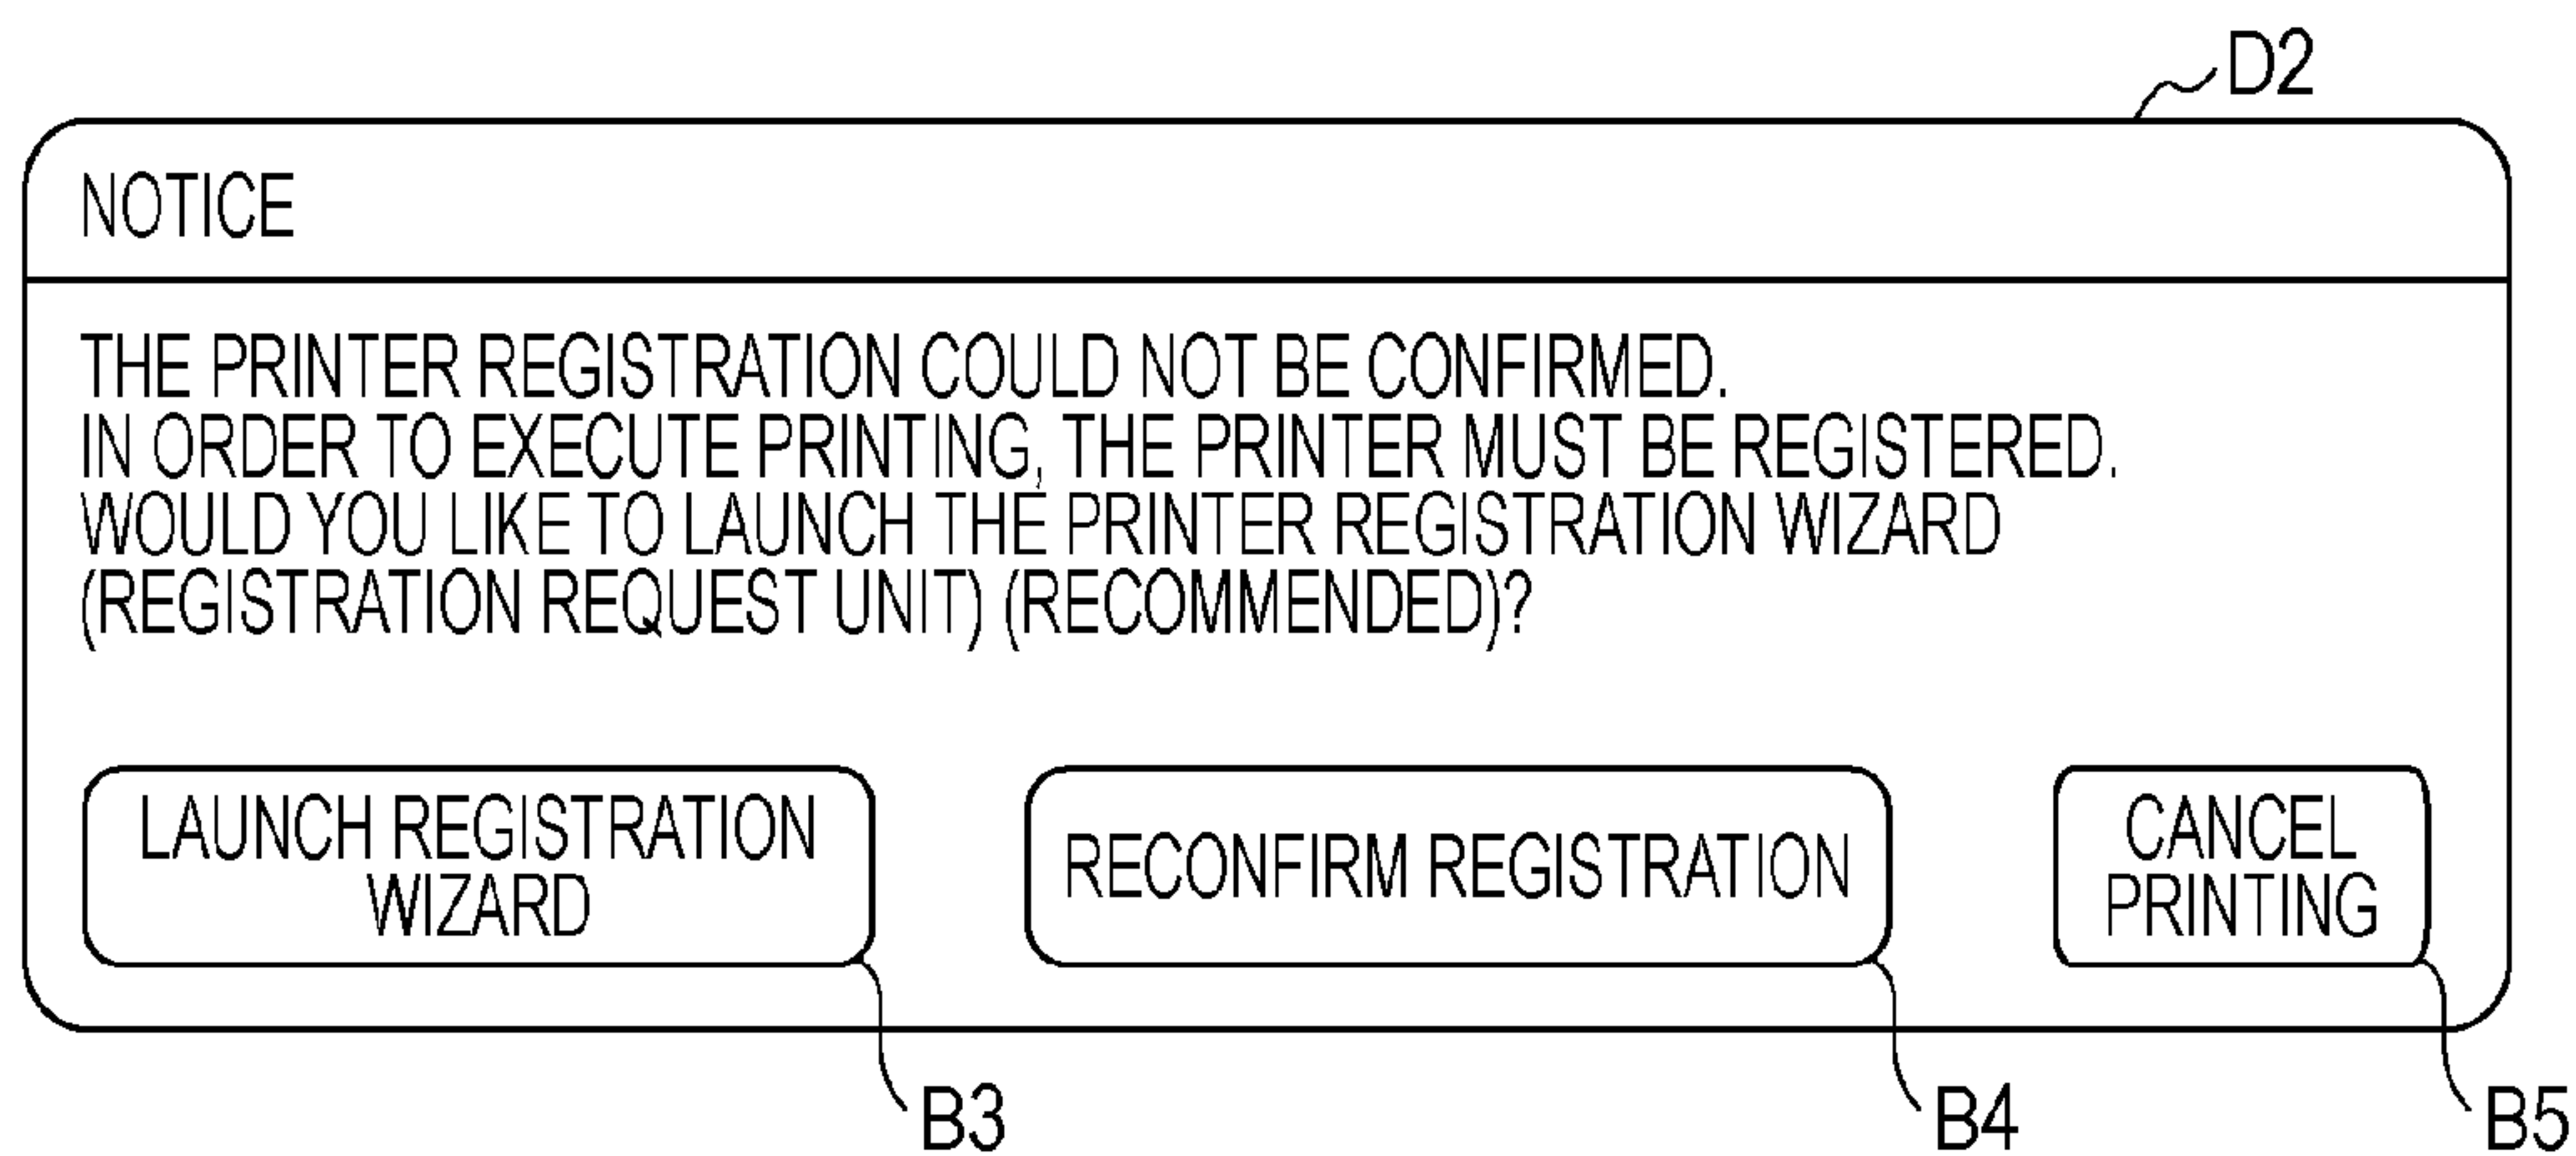 D2
NOTICE
THE PRINTER REGISTRATION COULD NOT BE CONFIRMED.
IN ORDER TO EXECUTE PRINTING, THE PRINTER MUST BE REGISTERED.
WOULD YOU LIKE TO LAUNCH THE PRINTER REGISTRATION WIZARD
(REGISTRATION REQUEST UNIT) (RECOMMENDED)?
LAUNCH REGISTRATION
WIZARD
RECONFIRM REGISTRATION
CANCEL
PRINTING
B3
B4
B5